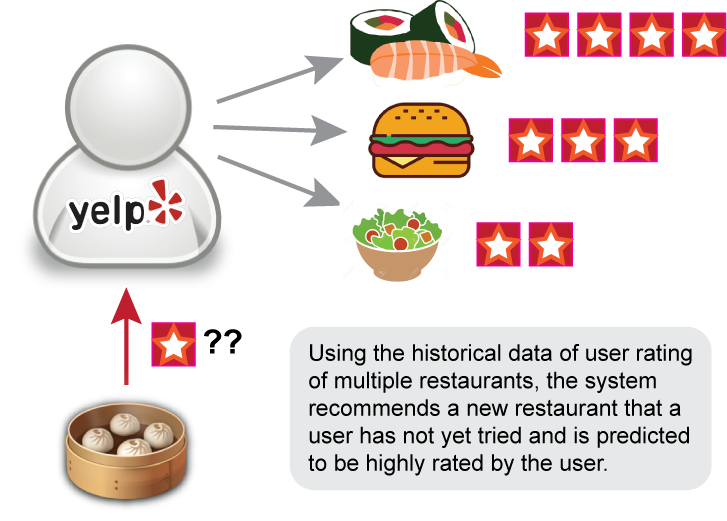 yelp
??
Using the historical data of user rating
of multiple restaurants, the system
recommends a new restaurant that a
user has not yet tried and is predicted
to be highly rated by the user.